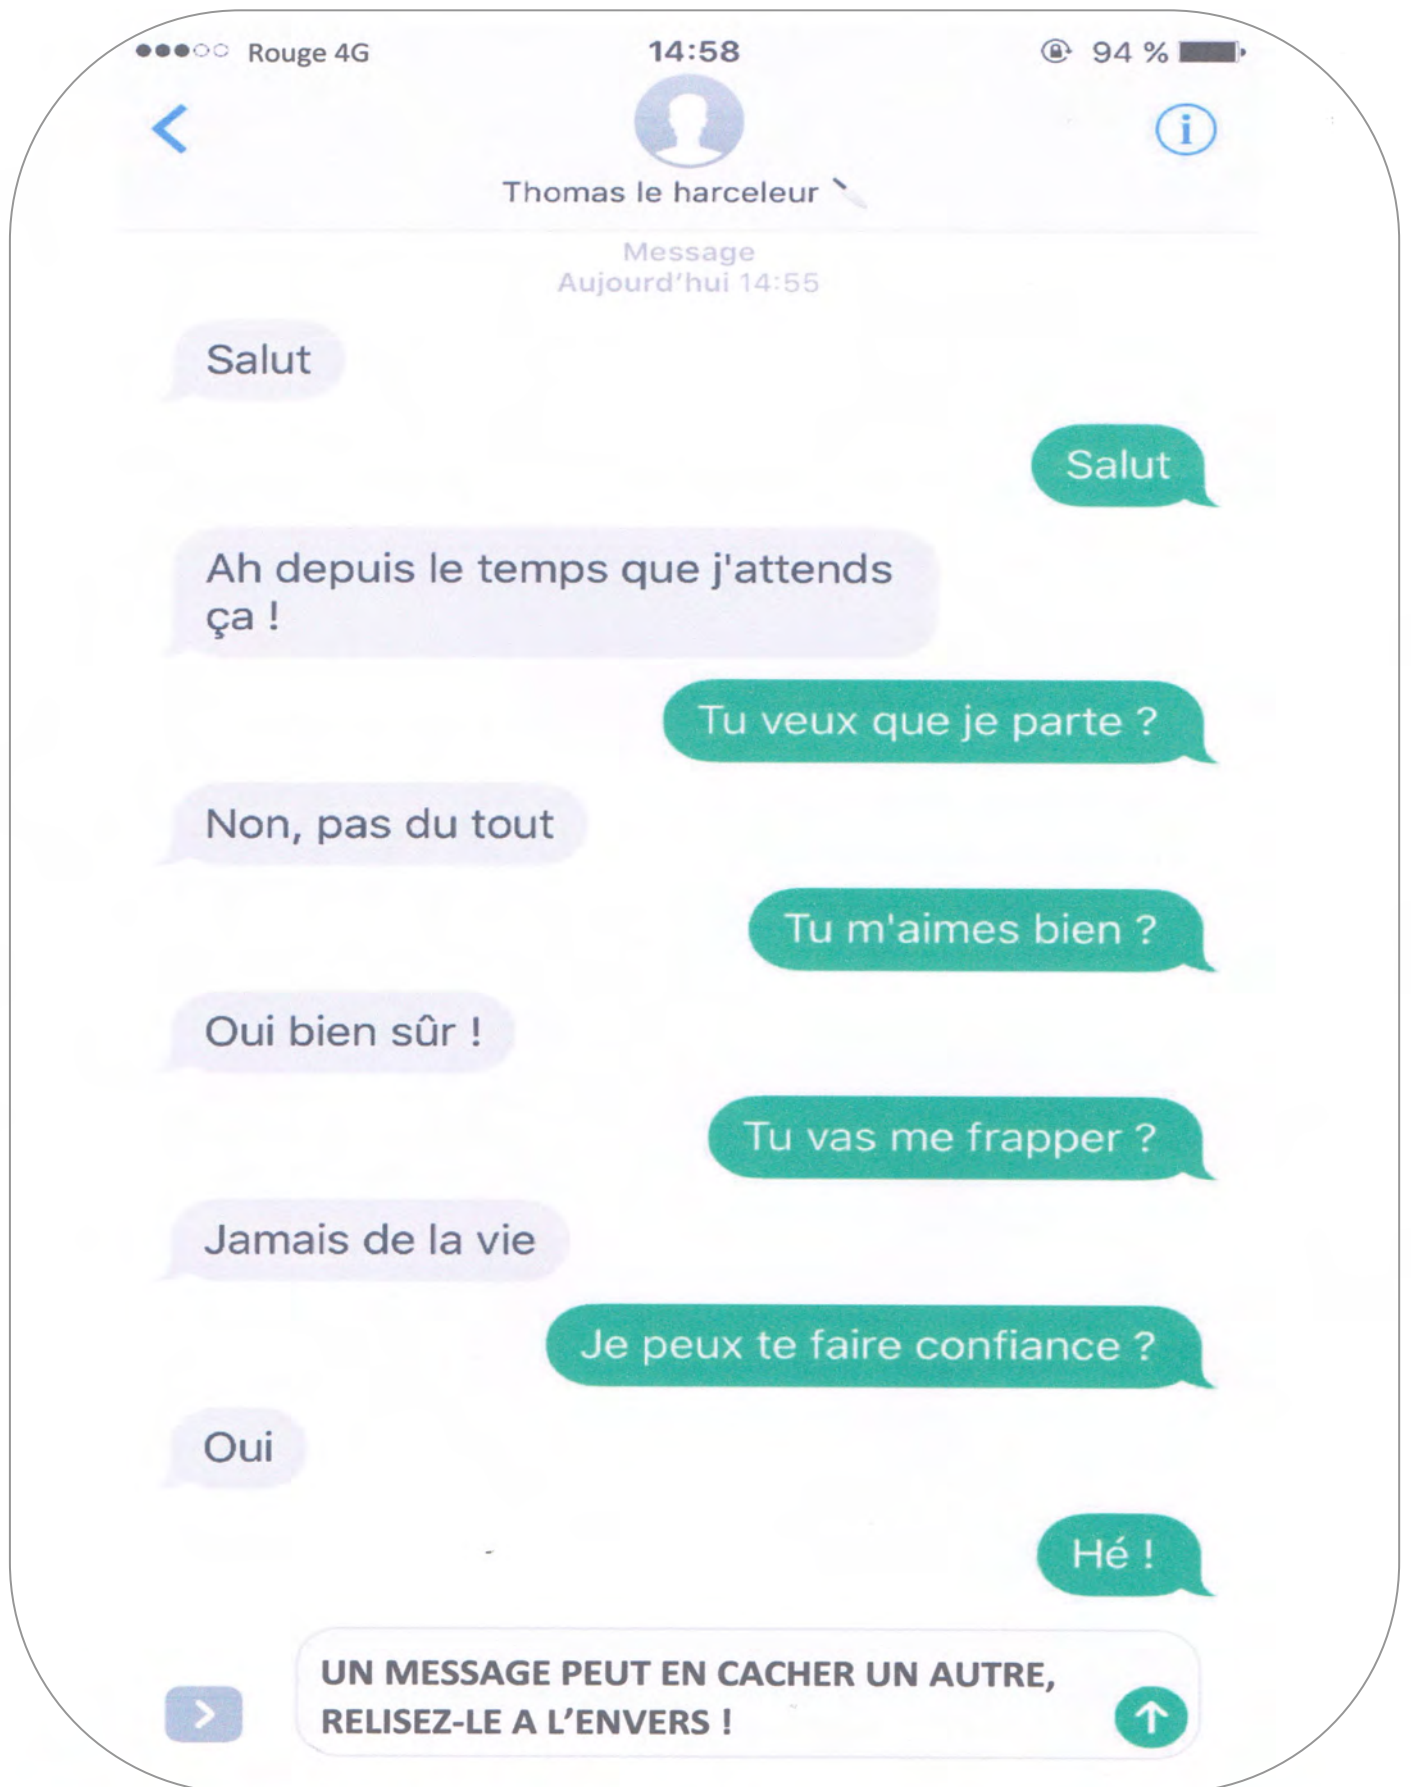 Rouge 4G 14:58 94 %
Thomas le harceleur
Message
Aujourd'hui 14:55
Salut
Salut
Ah depuis le temps que j'attends
ça !
Tu veux que je parte ?
Non, pas du tout
Tu m'aimes bien ?
Oui bien sûr !
Tu vas me frapper ?
Jamais de la vie
Je peux te faire confiance ?
Oui
Hé !
UN MESSAGE PEUT EN CACHER UN AUTRE,
RELISEZ-LE A L'ENVERS !